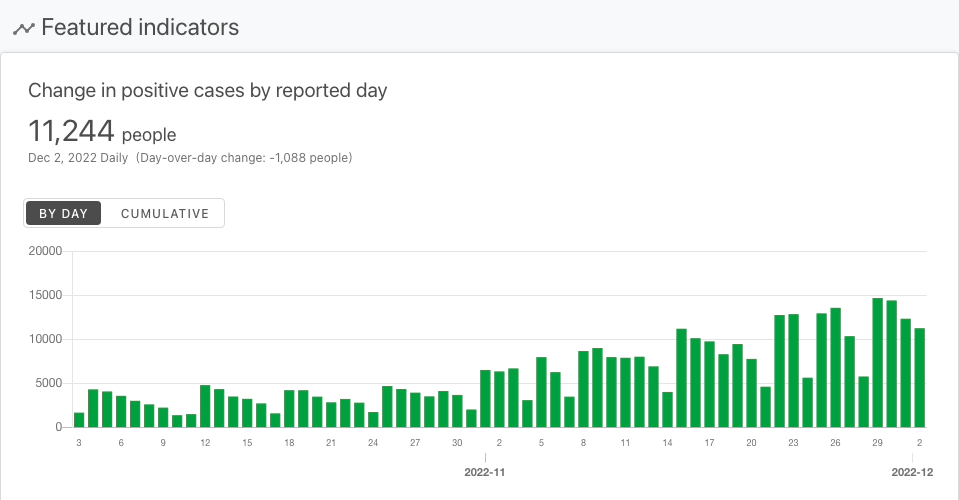 Featured indicators
Change in positive cases by reported day
11,244 people
Dec 2, 2022 Daily (Day-over-day change: -1,088 people)
BY DAY CUMULATIVE
20000
15000
10000
5000
0
3 6 9 12 15 18 21 24 27 30 2 5 8 11 14 17 20 23 26 29 2
2022-11 2022-12